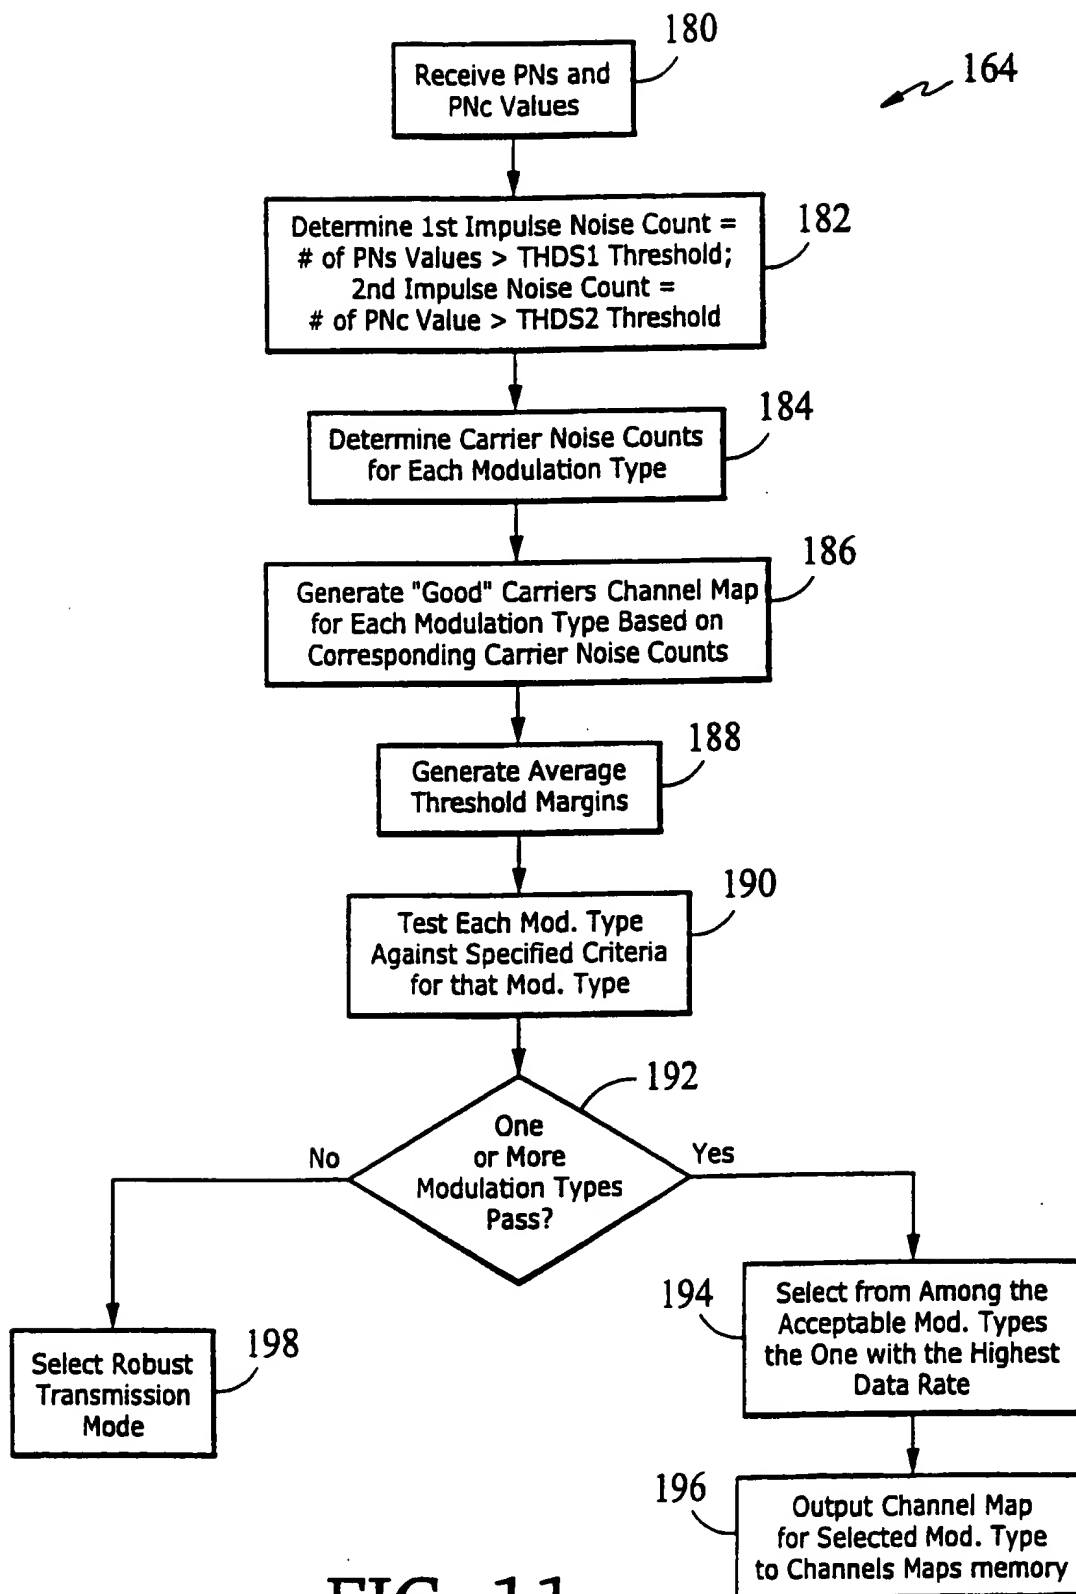 180
164
Receive PNs and
PNc Values
182
Determine 1st Impulse Noise Count =
# of PNs Values > THDS1 Threshold;
2nd Impulse Noise Count =
# of PNc Value > THDS2 Threshold
184
Determine Carrier Noise Counts
for Each Modulation Type
186
Generate "Good" Carriers Channel Map
for Each Modulation Type Based on
Corresponding Carrier Noise Counts
188
Generate Average
Threshold Margins
190
Test Each Mod. Type
Against Specified Criteria
for that Mod. Type
192
One
or More
Modulation Types
Pass?
No
Yes
194
Select from Among the
Acceptable Mod. Types
the One with the Highest
Data Rate
198
Select Robust
Transmission
Mode
196
Output Channel Map
for Selected Mod. Type
to Channels Maps memory
FIG. 11